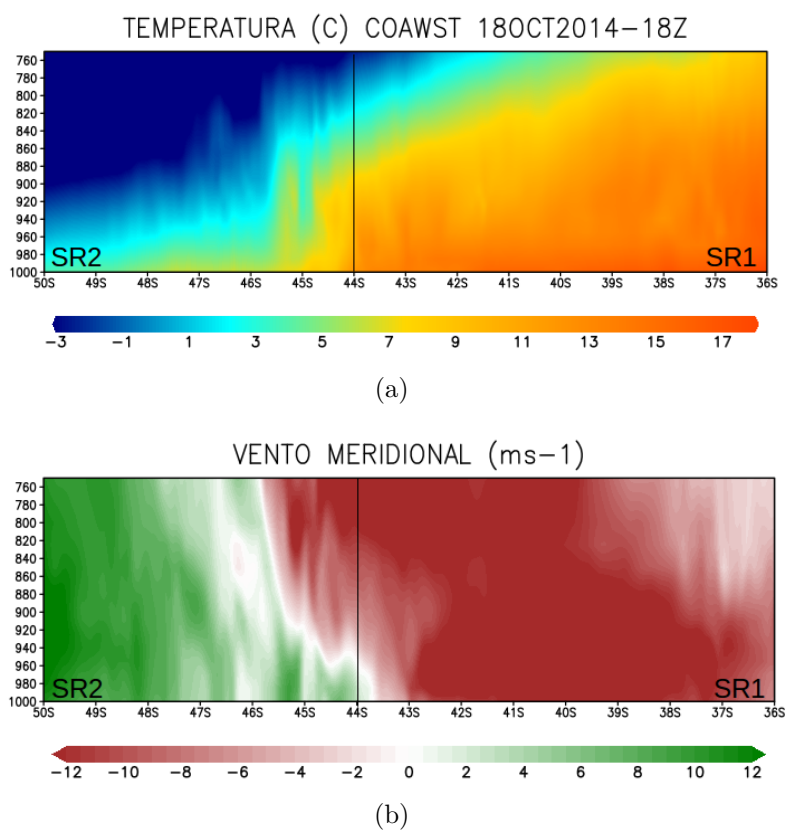 TEMPERATURA (C) COAWST 18OCT2014-18Z
760
780
800
820
840
860
880
900
920
940
960
980
1000
SR2
SR1
50S 49S 48S 47S 46S 45S 44S 43S 42S 41S 40S 39S 38S 37S 36S
-3 -1 1 3 5 7 9 11 13 15 17
(a)
VENTO MERIDIONAL (ms-1)
760
780
800
820
840
860
880
900
920
940
960
980
1000
SR2
SR1
50S 49S 48S 47S 46S 45S 44S 43S 42S 41S 40S 39S 38S 37S 36S
-12 -10 -8 -6 -4 -2 0 2 4 6 8 10 12
(b)